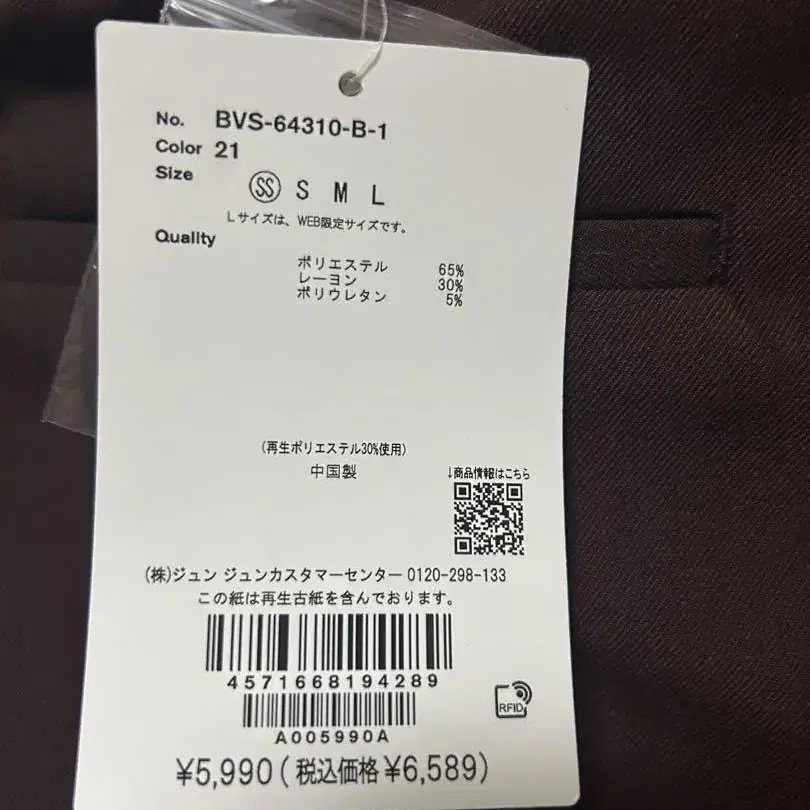 No. BVS-64310-B-1
Color 21
Size
SS S M L
Lサイズは、WEB限定サイズです。
Quality
ポリエステル 65%
レーヨン 30%
ポリウレタン 5%
(再生ポリエステル30%使用)
中国製
↓商品情報はこちら
(株)ジュン ジュンカスタマーセンター 0120-298-133
この紙は再生古紙を含んでおります。
4571668194289
RFID
A005990A
¥5,990(税込価格¥6,589)